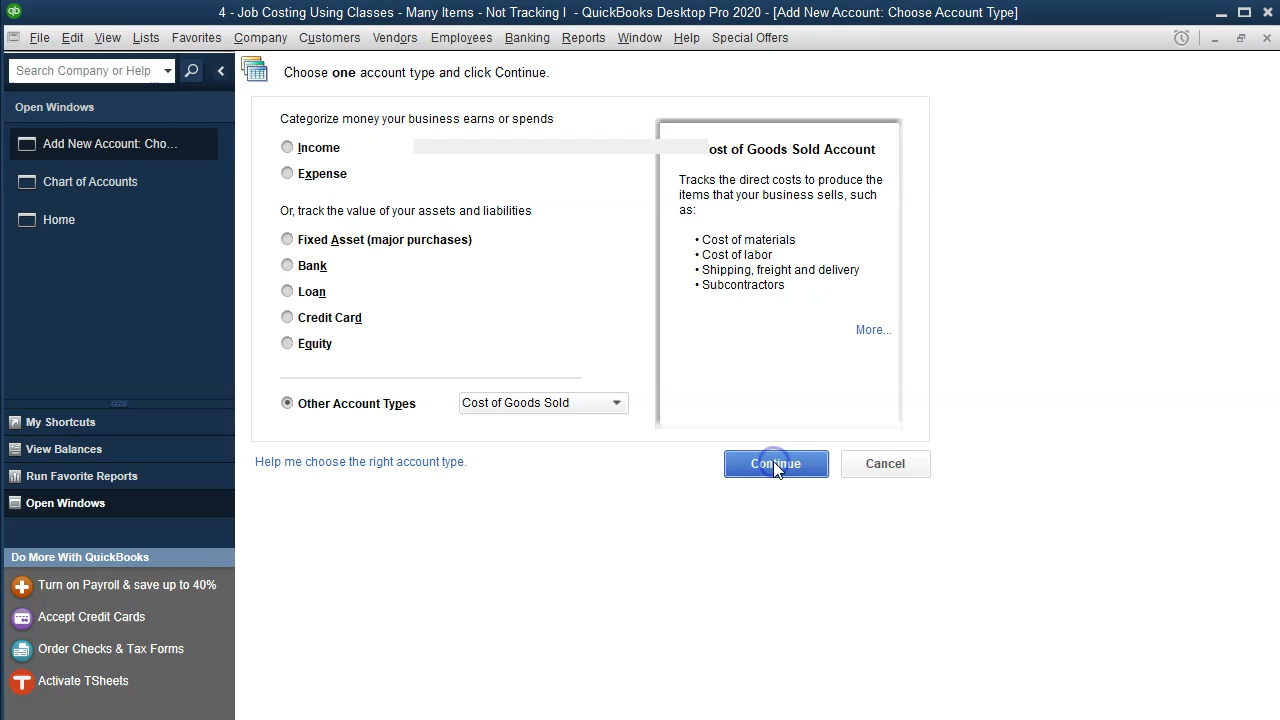 4 - Job Costing Using Classes - Many Items - Not Tracking I - QuickBooks Desktop Pro 2020 - [Add New Account: Choose Account Type]
File Edit View Lists Favorites Company Customers Vendors Employees Banking Reports Window Help Special Offers
Search Company or Help
Open Windows
Add New Account: Cho...
Chart of Accounts
Home
My Shortcuts
View Balances
Run Favorite Reports
Open Windows
Do More With QuickBooks
Turn on Payroll & save up to 40%
Accept Credit Cards
Order Checks & Tax Forms
Activate TSheets
Choose one account type and click Continue.
Categorize money your business earns or spends
Income
Expense
Or, track the value of your assets and liabilities
Fixed Asset (major purchases)
Bank
Loan
Credit Card
Equity
Other Account Types Cost of Goods Sold
ost of Goods Sold Account
Tracks the direct costs to produce the
items that your business sells, such
as:
• Cost of materials
• Cost of labor
• Shipping, freight and delivery
• Subcontractors
More...
Help me choose the right account type.
Continue Cancel